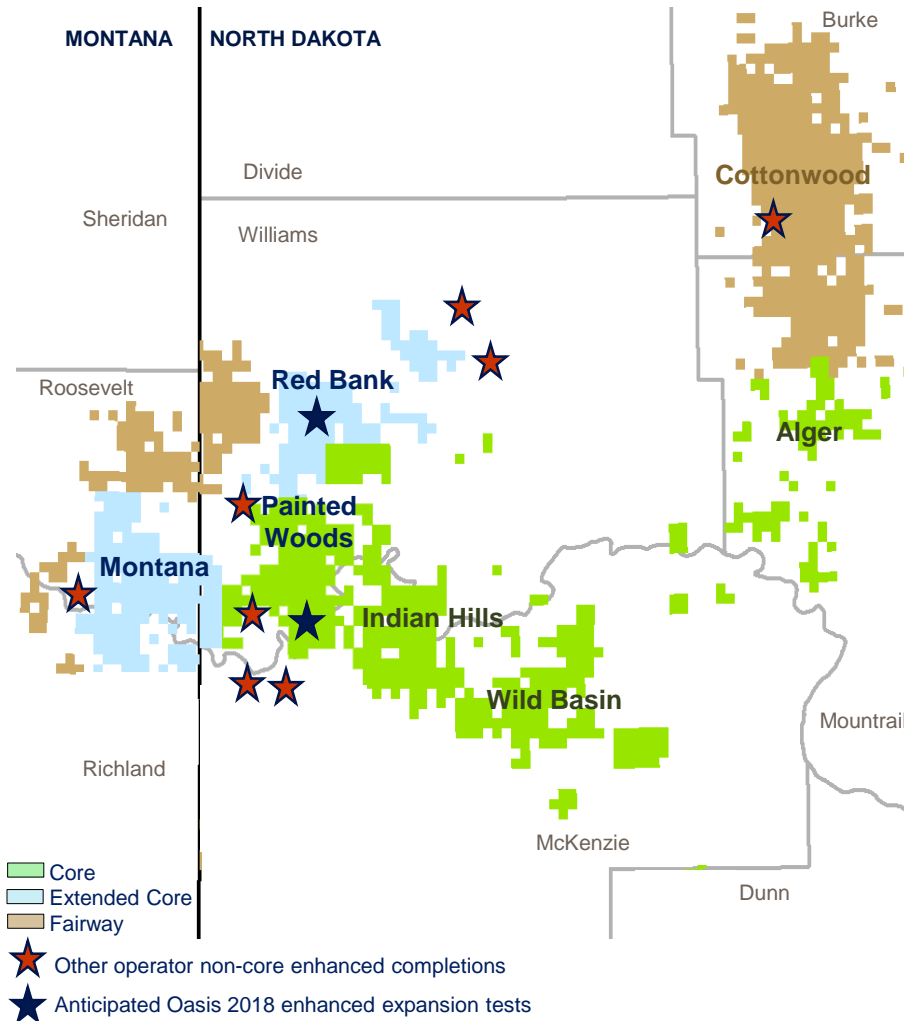 MONTANA
NORTH DAKOTA
Burke
Divide
Cottonwood
Sheridan
Williams
Roosevelt
Red Bank
Alger
Painted
Woods
Montana
Indian Hills
Wild Basin
Mountrail
Richland
McKenzie
Dunn
Core
Extended Core
Fairway
Other operator non-core enhanced completions
Anticipated Oasis 2018 enhanced expansion tests